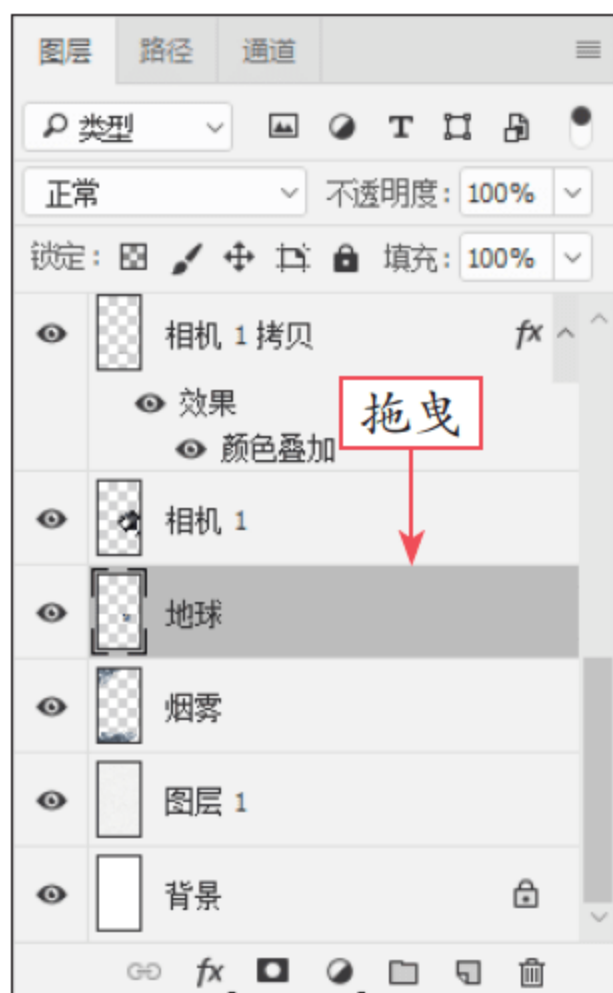 图层 路径 通道
类型
正常 不透明度: 100%
锁定: 填充: 100%
相机 1 拷贝 fx
效果
拖曳
颜色叠加
相机 1
地球
烟雾
图层 1
背景
fx